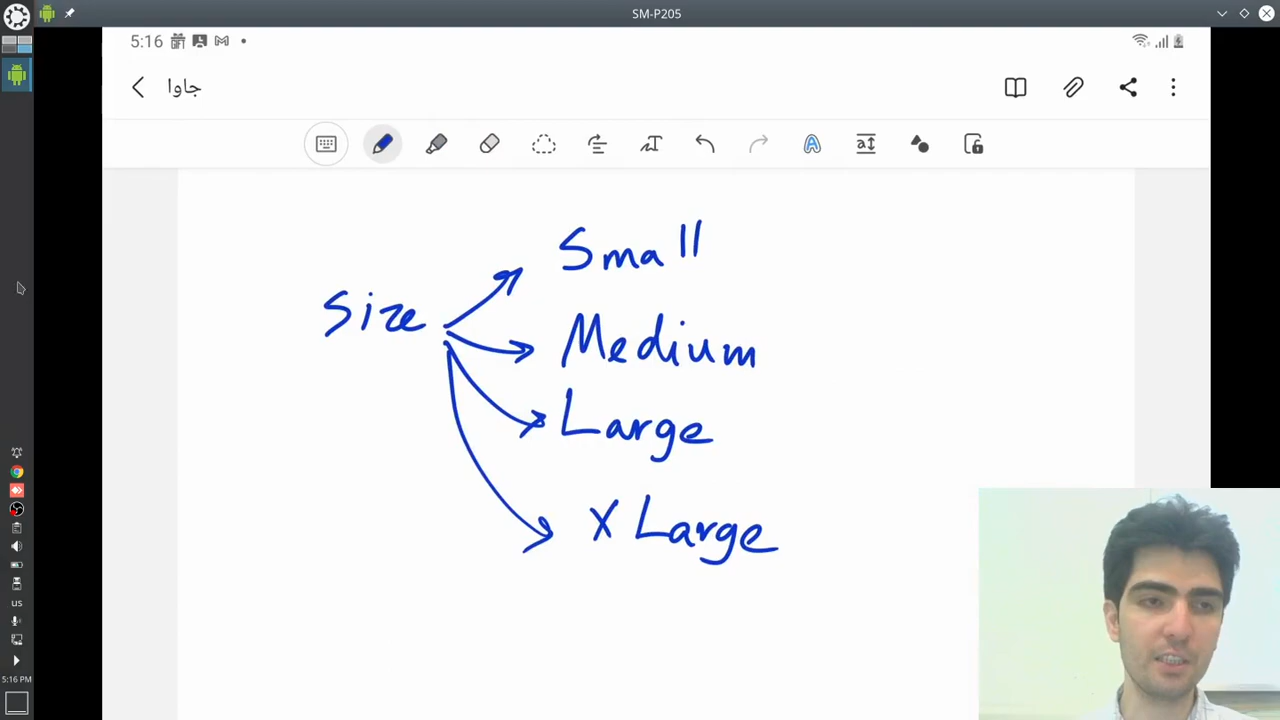 SM-P205
5:16
جاوا
Small
Size
Medium
Large
X Large
us
5:16 PM